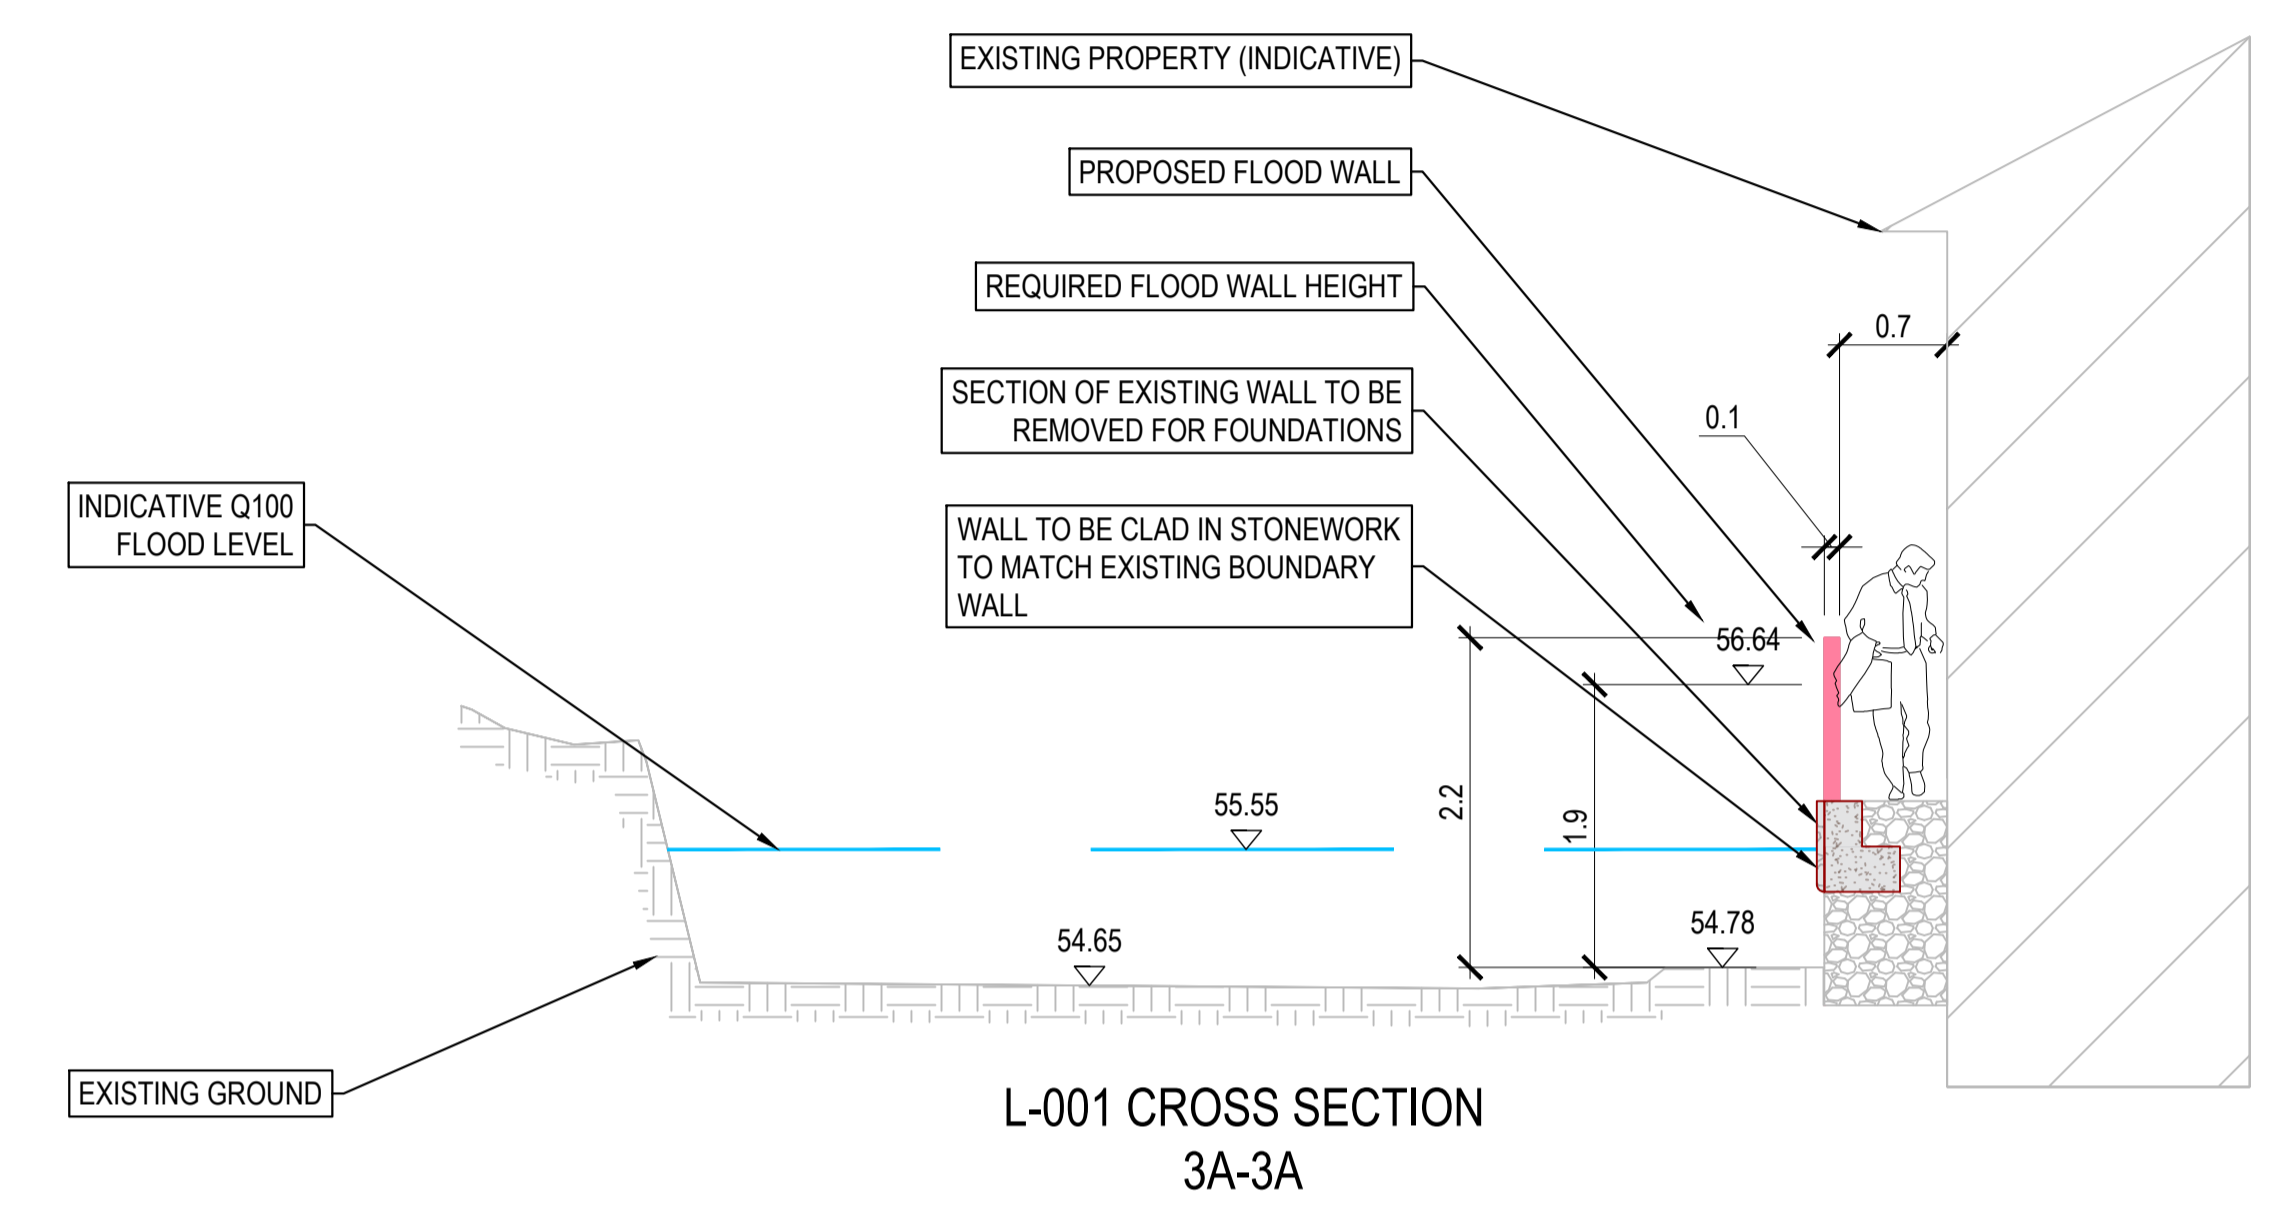 EXISTING PROPERTY (INDICATIVE)
PROPOSED FLOOD WALL
REQUIRED FLOOD WALL HEIGHT
0.7
SECTION OF EXISTING WALL TO BE
REMOVED FOR FOUNDATIONS
0.1
INDICATIVE Q100
FLOOD LEVEL
WALL TO BE CLAD IN STONEWORK
TO MATCH EXISTING BOUNDARY
WALL
56.64
55.55
2.2
1.9
54.65
54.78
EXISTING GROUND
L-001 CROSS SECTION
3A-3A